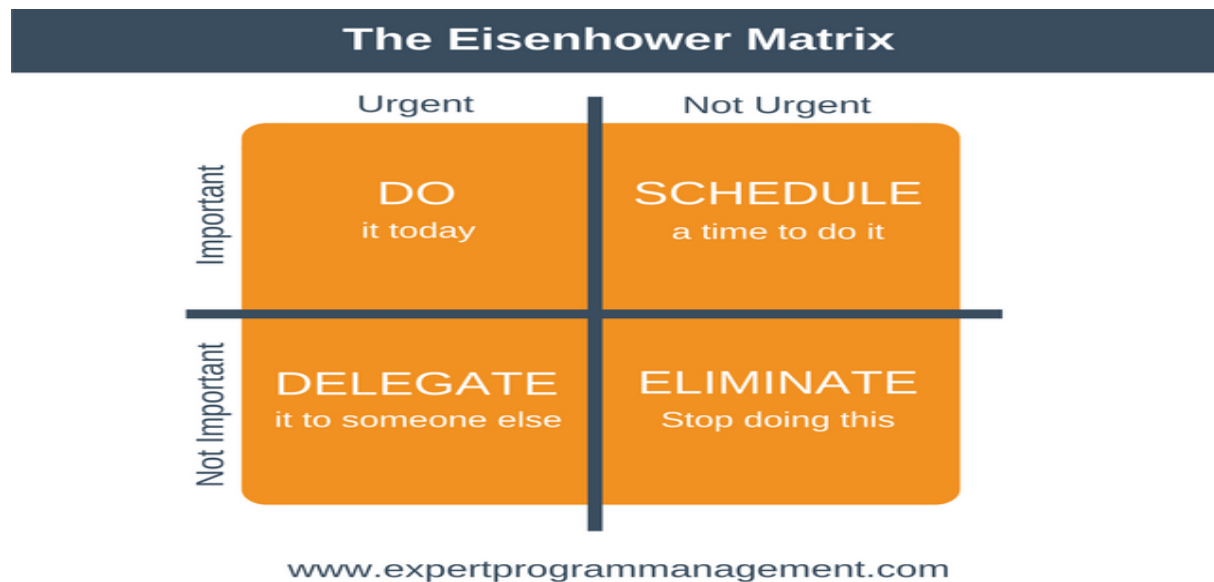 The Eisenhower Matrix
Urgent
Not Urgent
Important
DO
it today
SCHEDULE
a time to do it
Not Important
DELEGATE
it to someone else
ELIMINATE
Stop doing this
www.expertprogrammanagement.com